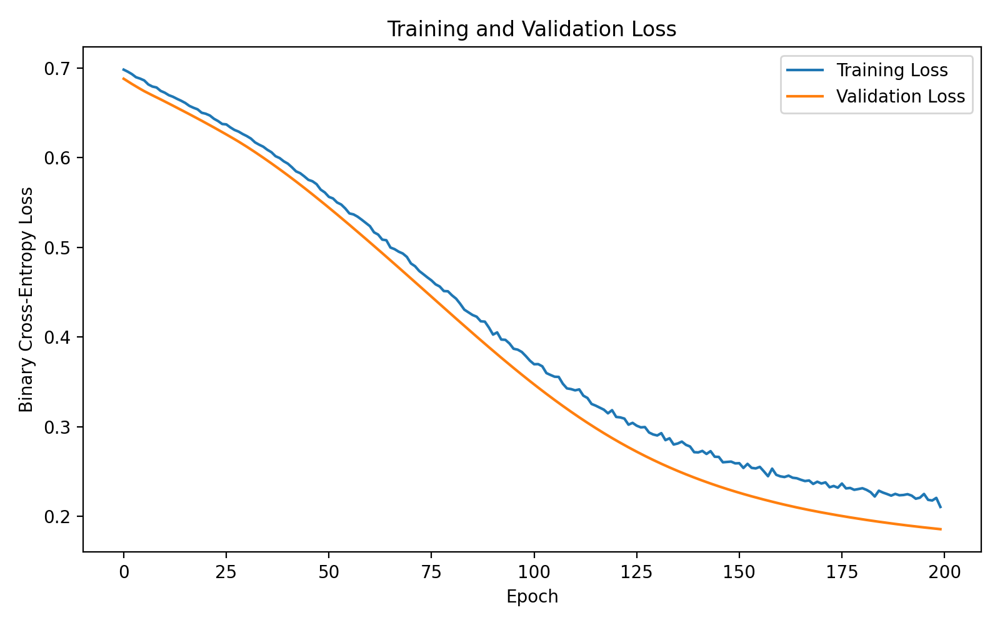 Training and Validation Loss
Training Loss
Validation Loss
Binary Cross-Entropy Loss
0.7
0.6
0.5
0.4
0.3
0.2
0 25 50 75 100 125 150 175 200
Epoch